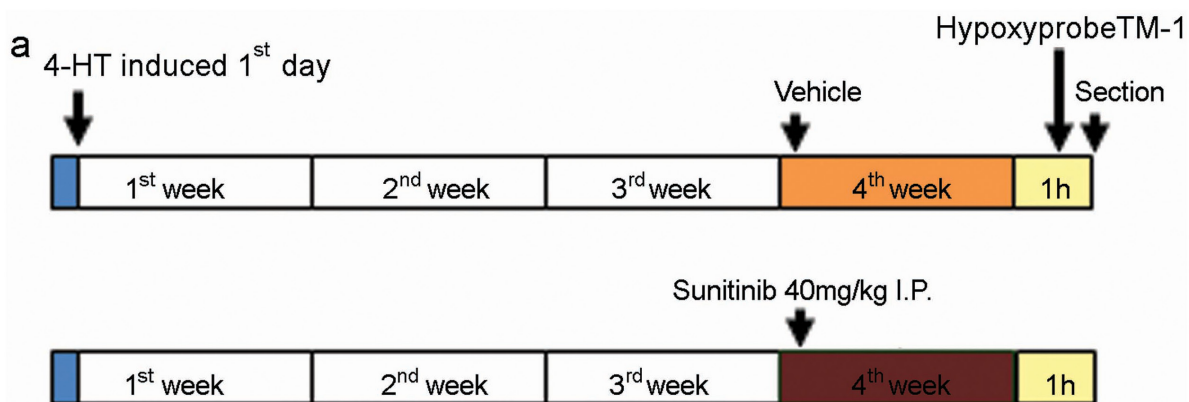 a
4-HT induced 1st day
HypoxyprobeTM-1
Vehicle
Section
1st week 2nd week 3rd week 4th week 1h
Sunitinib 40mg/kg I.P.
1st week 2nd week 3rd week 4th week 1h